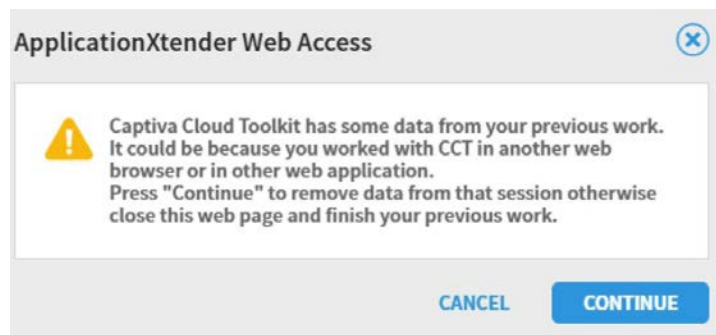 ApplicationXtender Web Access
Captiva Cloud Toolkit has some data from your previous work.
It could be because you worked with CCT in another web
browser or in other web application.
Press "Continue" to remove data from that session otherwise
close this web page and finish your previous work.
CANCEL
CONTINUE